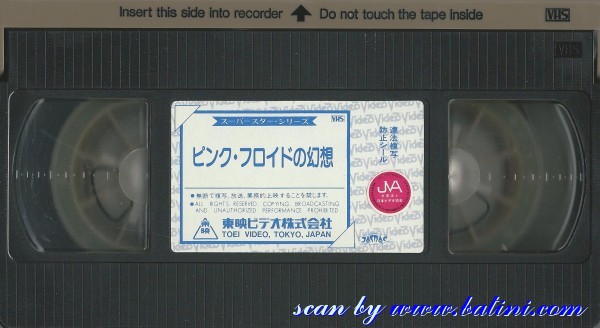 Insert this side into recorder Do not touch the tape inside
VHS
VHS
スーパースター・シリーズ
VHS
ピンク・フロイドの幻想
●無断で複写、放送、業務的上映することを禁じます。
●ALL RIGHTS RESERVED. COPYING, BROADCASTING
AND UNAUTHORIZED PERFORMANCE PROHIBITED
東映
東映ビデオ株式会社
TOEI VIDEO, TOKYO, JAPAN
違法複写
防止シール
JVA
scan by www.batini.com